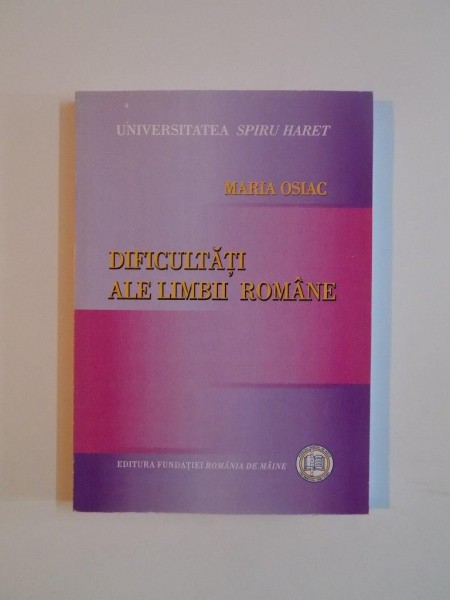 UNIVERSITATEA SPIRU HARET
MARIA OSIAC
DIFICULTĂȚI
ALE LIMBII ROMÂNE
EDITURA FUNDAȚIEI ROMÂNIA DE MÂINE